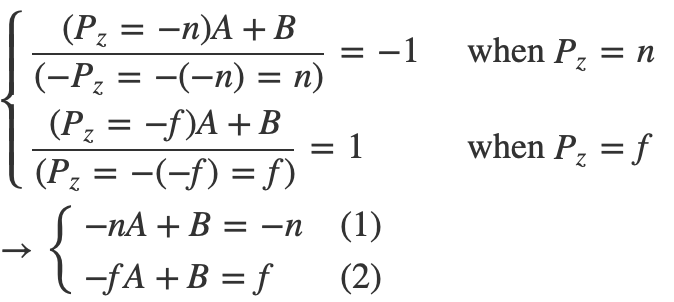 (P_z = −n)A + B / (−P_z = −(−n) = n) = −1 when P_z = n
(P_z = −f)A + B / (P_z = −(−f) = f) = 1 when P_z = f
→ { −nA + B = −n (1)
−fA + B = f (2)